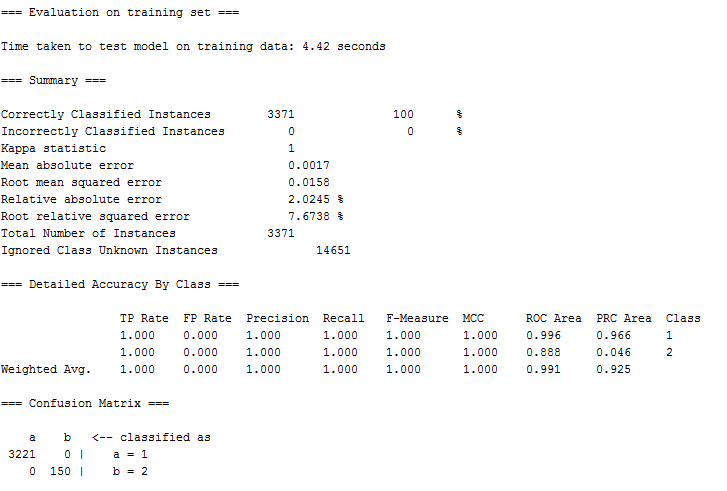 === Evaluation on training set ===
Time taken to test model on training data: 4.42 seconds
=== Summary ===
Correctly Classified Instances        3371              100      %
Incorrectly Classified Instances         0                0      %
Kappa statistic                          1
Mean absolute error                      0.0017
Root mean squared error                  0.0158
Relative absolute error                  2.0245 %
Root relative squared error              7.6738 %
Total Number of Instances             3371
Ignored Class Unknown Instances              14651
=== Detailed Accuracy By Class ===
                 TP Rate  FP Rate  Precision  Recall   F-Measure  MCC      ROC Area  PRC Area  Class
                 1.000    0.000    1.000      1.000    1.000      1.000    0.996     0.966     1
                 1.000    0.000    1.000      1.000    1.000      1.000    0.888     0.046     2
Weighted Avg.    1.000    0.000    1.000      1.000    1.000      1.000    0.991     0.925
=== Confusion Matrix ===
    a    b   <-- classified as
 3221    0 |    a = 1
    0  150 |    b = 2